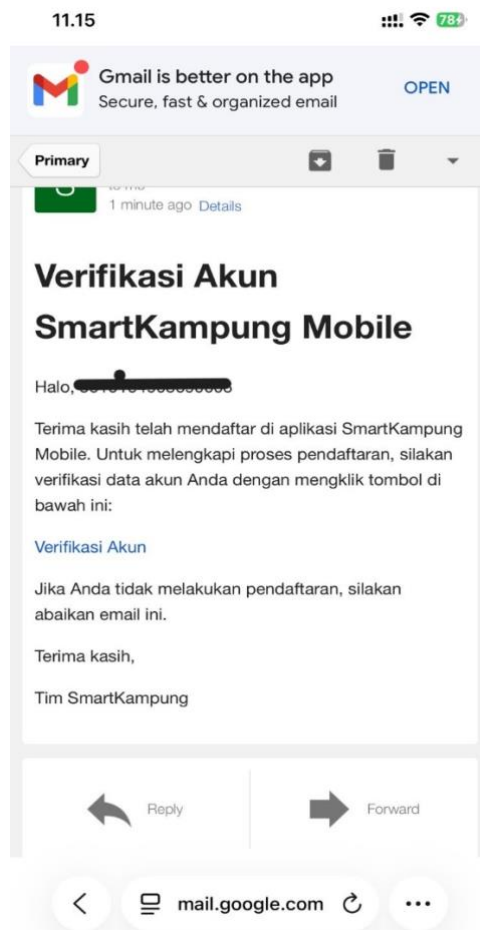 11.15
78
Gmail is better on the app
Secure, fast & organized email
OPEN
Primary
to me
1 minute ago Details
Verifikasi Akun
SmartKampung Mobile
Halo,
Terima kasih telah mendaftar di aplikasi SmartKampung
Mobile. Untuk melengkapi proses pendaftaran, silakan
verifikasi data akun Anda dengan mengklik tombol di
bawah ini:
Verifikasi Akun
Jika Anda tidak melakukan pendaftaran, silakan
abaikan email ini.
Terima kasih,
Tim SmartKampung
Reply
Forward
mail.google.com